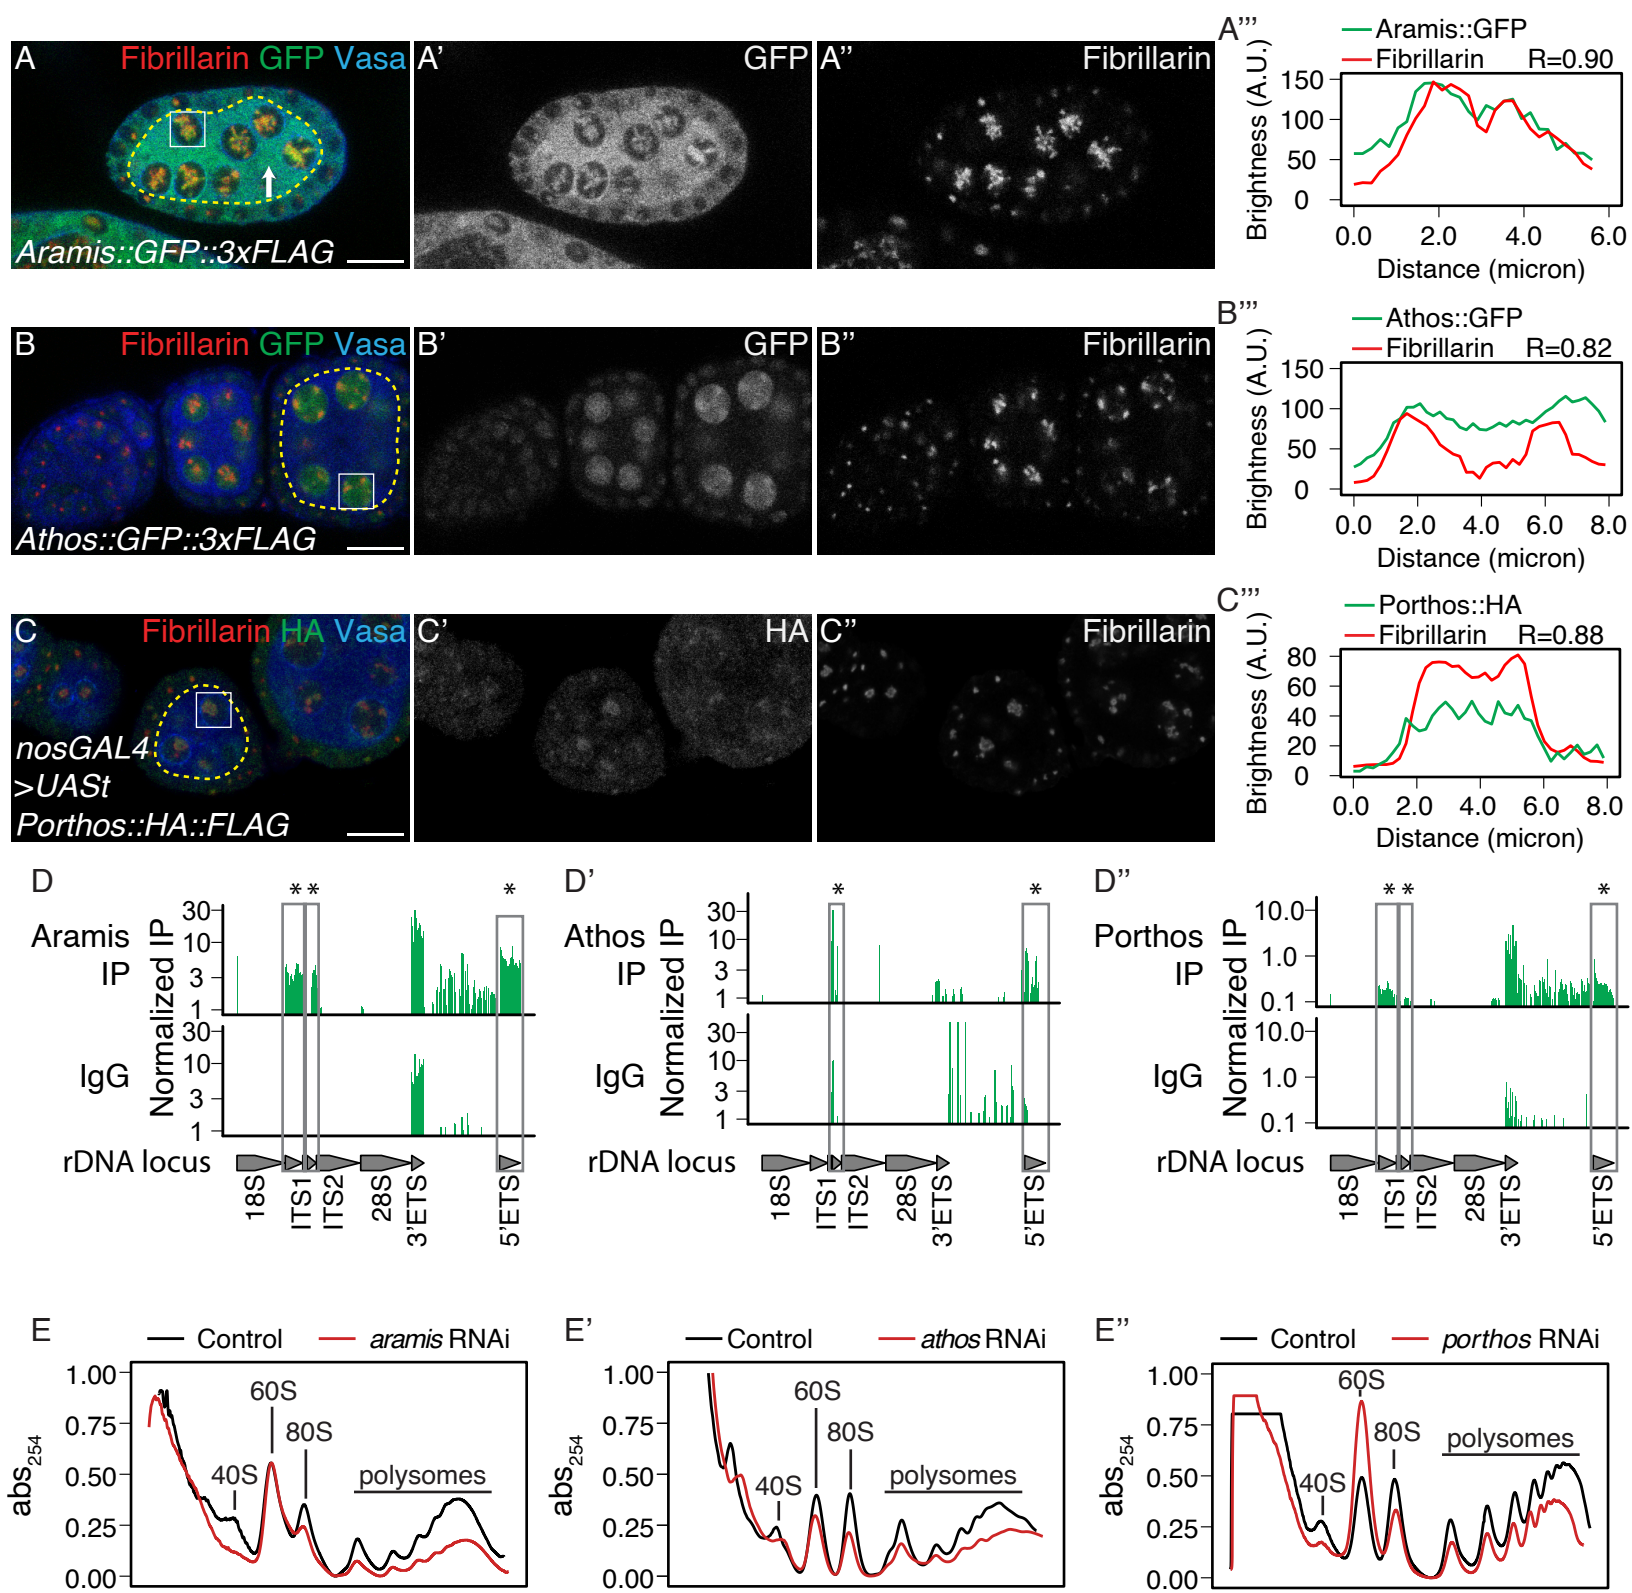 A Fibrillarin GFP Vasa
Aramis::GFP::3xFLAG
A' GFP
A'' Fibrillarin
A'''
Aramis::GFP
Fibrillarin R=0.90
Brightness (A.U.)
150
100
50
0
0.0 2.0 4.0 6.0
Distance (micron)
B Fibrillarin GFP Vasa
Athos::GFP::3xFLAG
B' GFP
B'' Fibrillarin
B'''
Athos::GFP
Fibrillarin R=0.82
Brightness (A.U.)
150
100
50
0
0.0 2.0 4.0 6.0 8.0
Distance (micron)
C Fibrillarin HA Vasa
nosGAL4
>UASt
Porthos::HA::FLAG
C' HA
C'' Fibrillarin
C'''
Porthos::HA
Fibrillarin R=0.88
Brightness (A.U.)
80
60
40
20
0
0.0 2.0 4.0 6.0 8.0
Distance (micron)
D
* * *
Aramis
IP
Normalized IP
30
10
3
1
IgG
30
10
3
1
rDNA locus
18S ITS1 ITS2 28S 3'ETS 5'ETS
D'
* *
Athos
IP
Normalized IP
30
10
3
1
IgG
30
10
3
1
rDNA locus
18S ITS1 ITS2 28S 3'ETS 5'ETS
D''
* * *
Porthos
IP
Normalized IP
10.0
1.0
0.1
IgG
10.0
1.0
0.1
rDNA locus
18S ITS1 ITS2 28S 3'ETS 5'ETS
E
Control aramis RNAi
abs254
1.00
0.75
0.50
0.25
0.00
40S
60S
80S
polysomes
E'
Control athos RNAi
abs254
1.00
0.75
0.50
0.25
0.00
40S
60S
80S
polysomes
E''
Control porthos RNAi
abs254
1.00
0.75
0.50
0.25
0.00
40S
60S
80S
polysomes